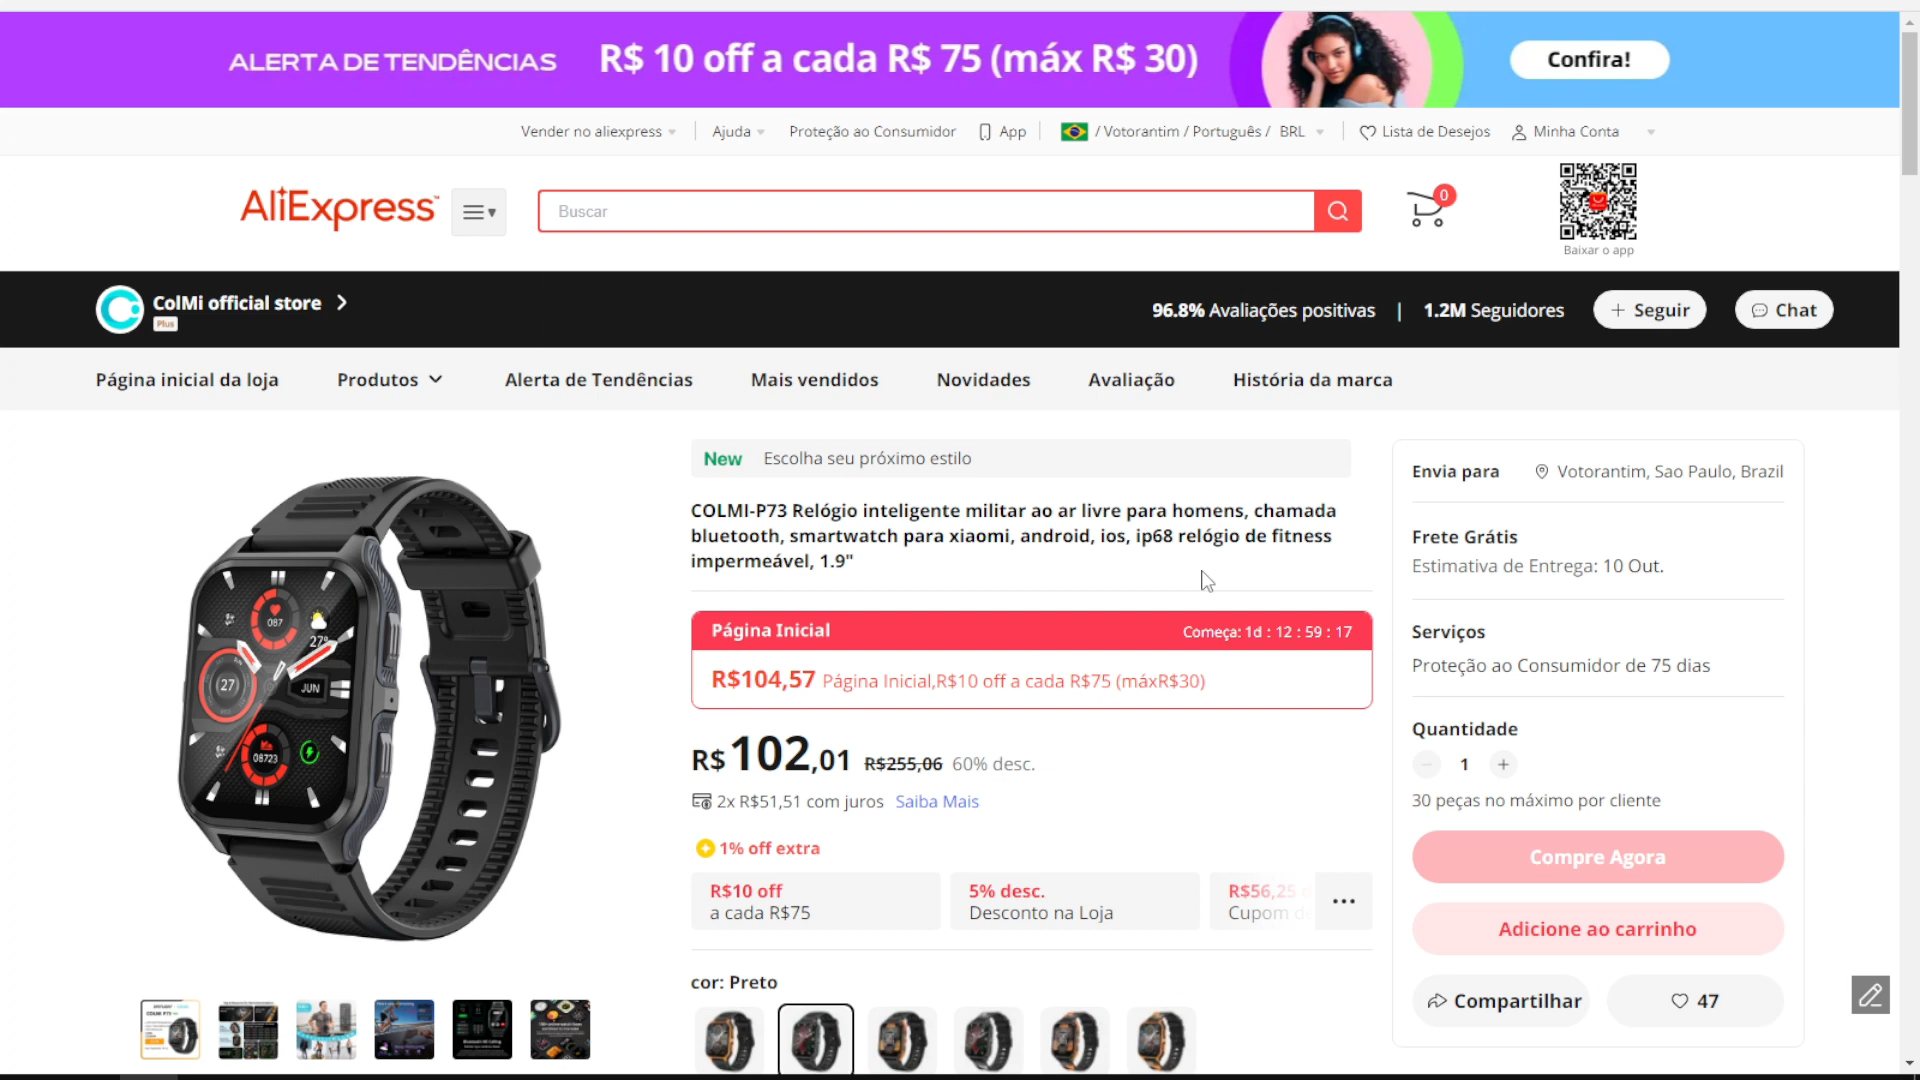 ALERTA DE TENDÊNCIAS R$ 10 off a cada R$ 75 (máx R$ 30) Confira!
Vender no aliexpress Ajuda Proteção ao Consumidor App / Votorantim / Português / BRL Lista de Desejos Minha Conta
AliExpress Buscar 0
Baixar o app
ColMi official store
Plus
96.8% Avaliações positivas | 1.2M Seguidores + Seguir Chat
Página inicial da loja Produtos Alerta de Tendências Mais vendidos Novidades Avaliação História da marca
New Escolha seu próximo estilo
COLMI-P73 Relógio inteligente militar ao ar livre para homens, chamada
bluetooth, smartwatch para xiaomi, android, ios, ip68 relógio de fitness
impermeável, 1.9"
Página Inicial Começa: 1d : 12 : 59 : 17
R$104,57 Página Inicial,R$10 off a cada R$75 (máxR$30)
R$102,01 R$255,06 60% desc.
2x R$51,51 com juros Saiba Mais
1% off extra
R$10 off
a cada R$75
5% desc.
Desconto na Loja
R$56,25
Cupom
...
cor: Preto
087
27°
27
JUN
08723
Envia para Votorantim, Sao Paulo, Brazil
Frete Grátis
Estimativa de Entrega: 10 Out.
Serviços
Proteção ao Consumidor de 75 dias
Quantidade
1 +
30 peças no máximo por cliente
Compre Agora
Adicione ao carrinho
Compartilhar 47